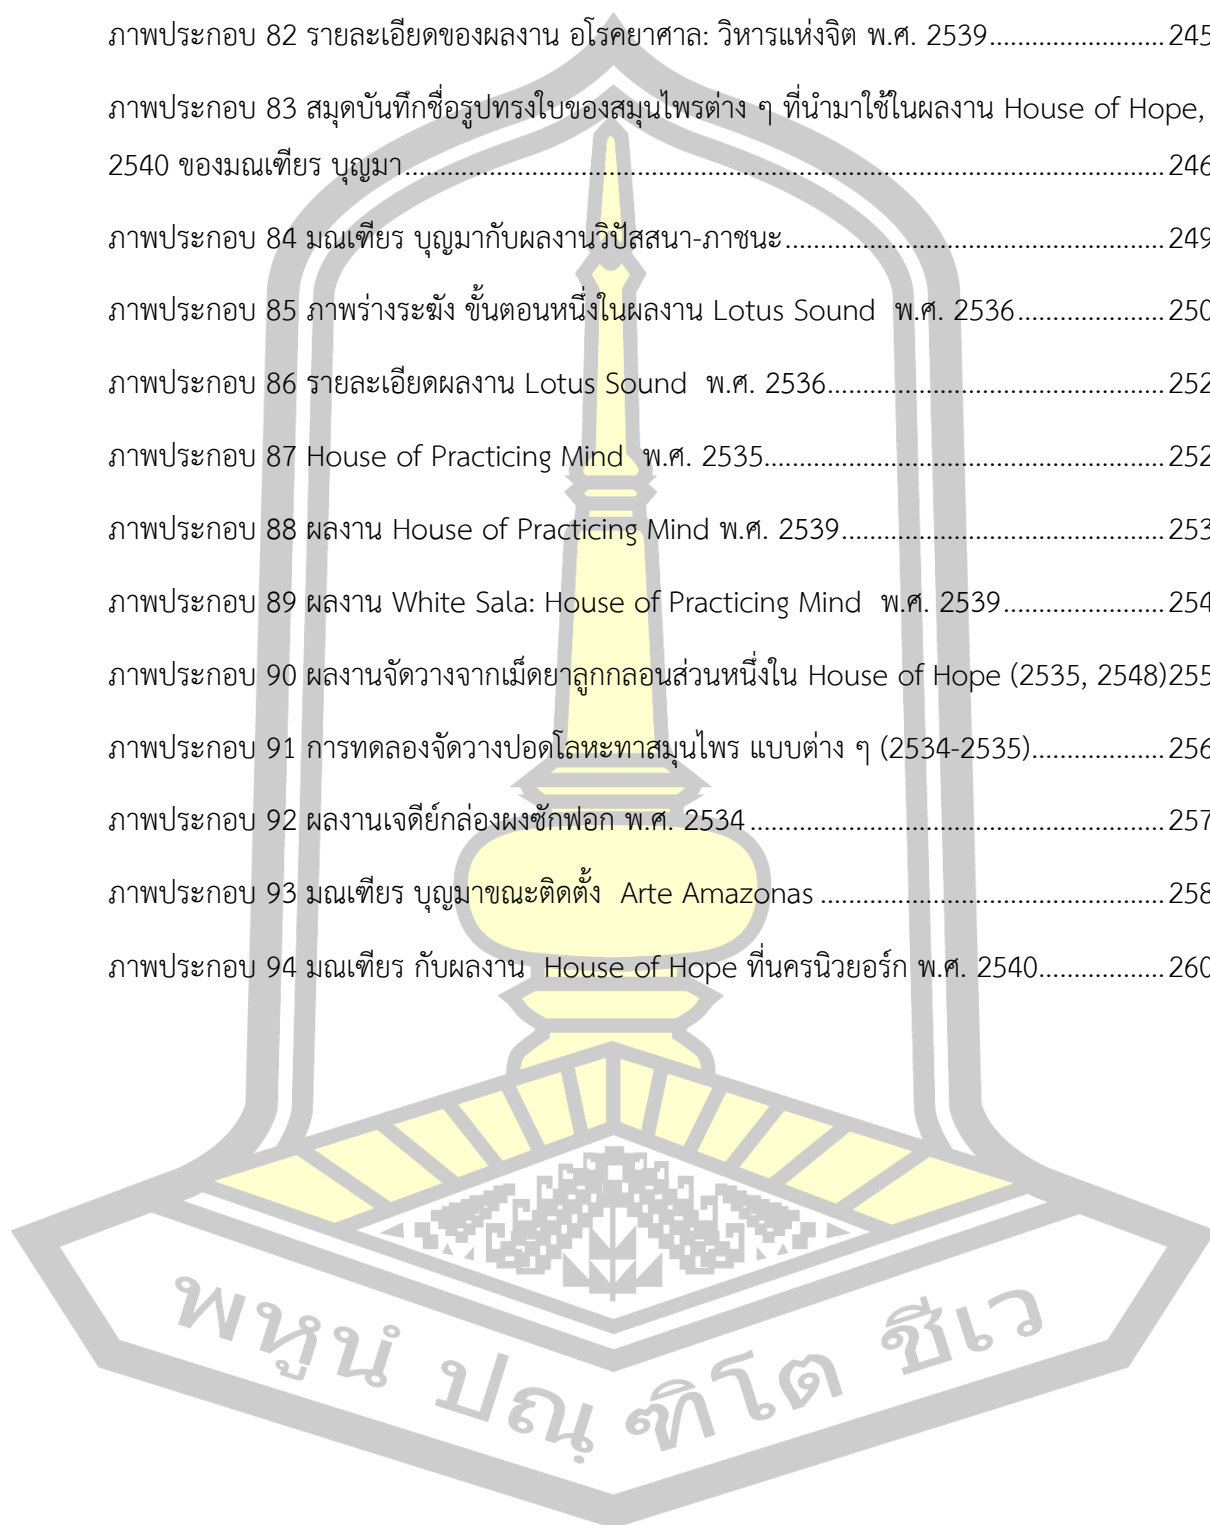 ภาพประกอบ 82 รายละเอียดของผลงาน อโรคยาศาล: วิหารแห่งจิต พ.ศ. 2539........................245
ภาพประกอบ 83 สมุดบันทึกชื่อรูปทรงใบของสมุนไพรต่าง ๆ ที่นำมาใช้ในผลงาน House of Hope,
2540 ของมณเฑียร บุญมา........................246
ภาพประกอบ 84 มณเฑียร บุญมากับผลงานวิปัสสนา-ภาชนะ........................249
ภาพประกอบ 85 ภาพร่างระฆัง ขั้นตอนหนึ่งในผลงาน Lotus Sound พ.ศ. 2536....................250
ภาพประกอบ 86 รายละเอียดผลงาน Lotus Sound พ.ศ. 2536........................252
ภาพประกอบ 87 House of Practicing Mind พ.ศ. 2535........................252
ภาพประกอบ 88 ผลงาน House of Practicing Mind พ.ศ. 2539........................253
ภาพประกอบ 89 ผลงาน White Sala: House of Practicing Mind พ.ศ. 2539......................254
ภาพประกอบ 90 ผลงานจัดวางจากเม็ดยาลูกกลอนส่วนหนึ่งใน House of Hope (2535, 2548)255
ภาพประกอบ 91 การทดลองจัดวางปอดโลหะทาสมุนไพร แบบต่าง ๆ (2534-2535)..................256
ภาพประกอบ 92 ผลงานเจดีย์กล่องผงซักฟอก พ.ศ. 2534........................257
ภาพประกอบ 93 มณเฑียร บุญมาขณะติดตั้ง Arte Amazonas........................258
ภาพประกอบ 94 มณเฑียร กับผลงาน House of Hope ที่นครนิวยอร์ก พ.ศ. 2540.................260
พหูนํ ปณฺฑิโต ชีเว